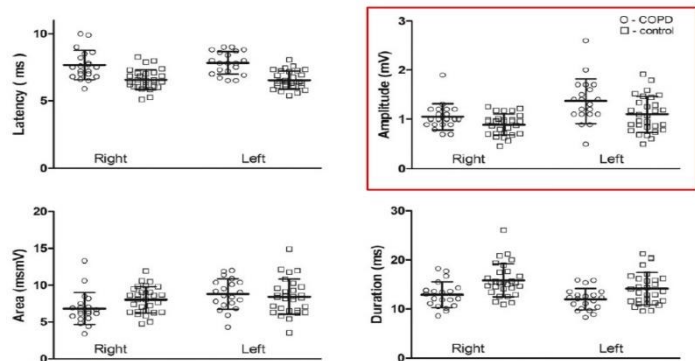 Latency ( ms )
10
5
0
Right
Left
Amplitude (mV)
3
2
1
0
○ - COPD
□ - control
Right
Left
Area (msmV)
20
15
10
5
0
Right
Left
Duration (ms)
30
20
10
0
Right
Left